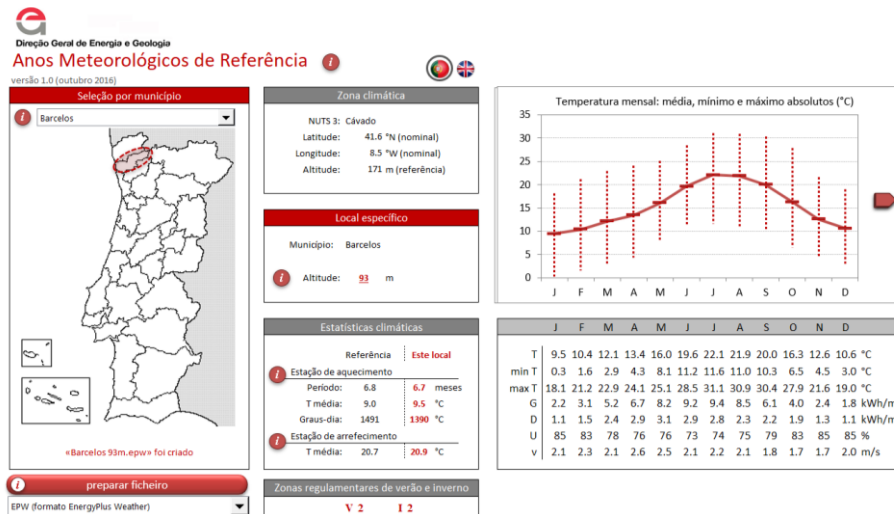 Direção Geral de Energia e Geologia
Anos Meteorológicos de Referência i
versão 1.0 (outubro 2016)
Seleção por município
i Barcelos
«Barcelos 93m.epw» foi criado
i preparar ficheiro
EPW (formato EnergyPlus Weather)
Zona climática
NUTS 3: Cávado
Latitude: 41.6 °N (nominal)
Longitude: 8.5 °W (nominal)
Altitude: 171 m (referência)
Local específico
Município: Barcelos
i Altitude: 93 m
Estatísticas climáticas
Referência Este local
i Estação de aquecimento
Período: 6.8 6.7 meses
T média: 9.0 9.5 °C
Graus-dia: 1491 1390 °C
i Estação de arrefecimento
T média: 20.7 20.9 °C
Zonas regulamentares de verão e inverno
V 2 I 2
Temperatura mensal: média, mínimo e máximo absolutos (°C)
35
30
25
20
15
10
5
0
J F M A M J J A S O N D
J F M A M J J A S O N D
T 9.5 10.4 12.1 13.4 16.0 19.6 22.1 21.9 20.0 16.3 12.6 10.6 °C
min T 0.3 1.6 2.9 4.3 8.1 11.2 11.6 11.0 10.3 6.5 4.5 3.0 °C
max T 18.1 21.2 22.9 24.1 25.1 28.5 31.1 30.9 30.4 27.9 21.6 19.0 °C
G 2.2 3.1 5.2 6.7 8.2 9.2 9.4 8.5 6.1 4.0 2.4 1.8 kWh/m
D 1.1 1.5 2.4 2.9 3.1 2.9 2.8 2.3 2.2 1.9 1.3 1.1 kWh/m
U 85 83 78 76 76 73 74 75 79 83 85 85 %
v 2.1 2.3 2.1 2.6 2.5 2.1 2.2 2.1 1.8 1.7 1.7 2.0 m/s